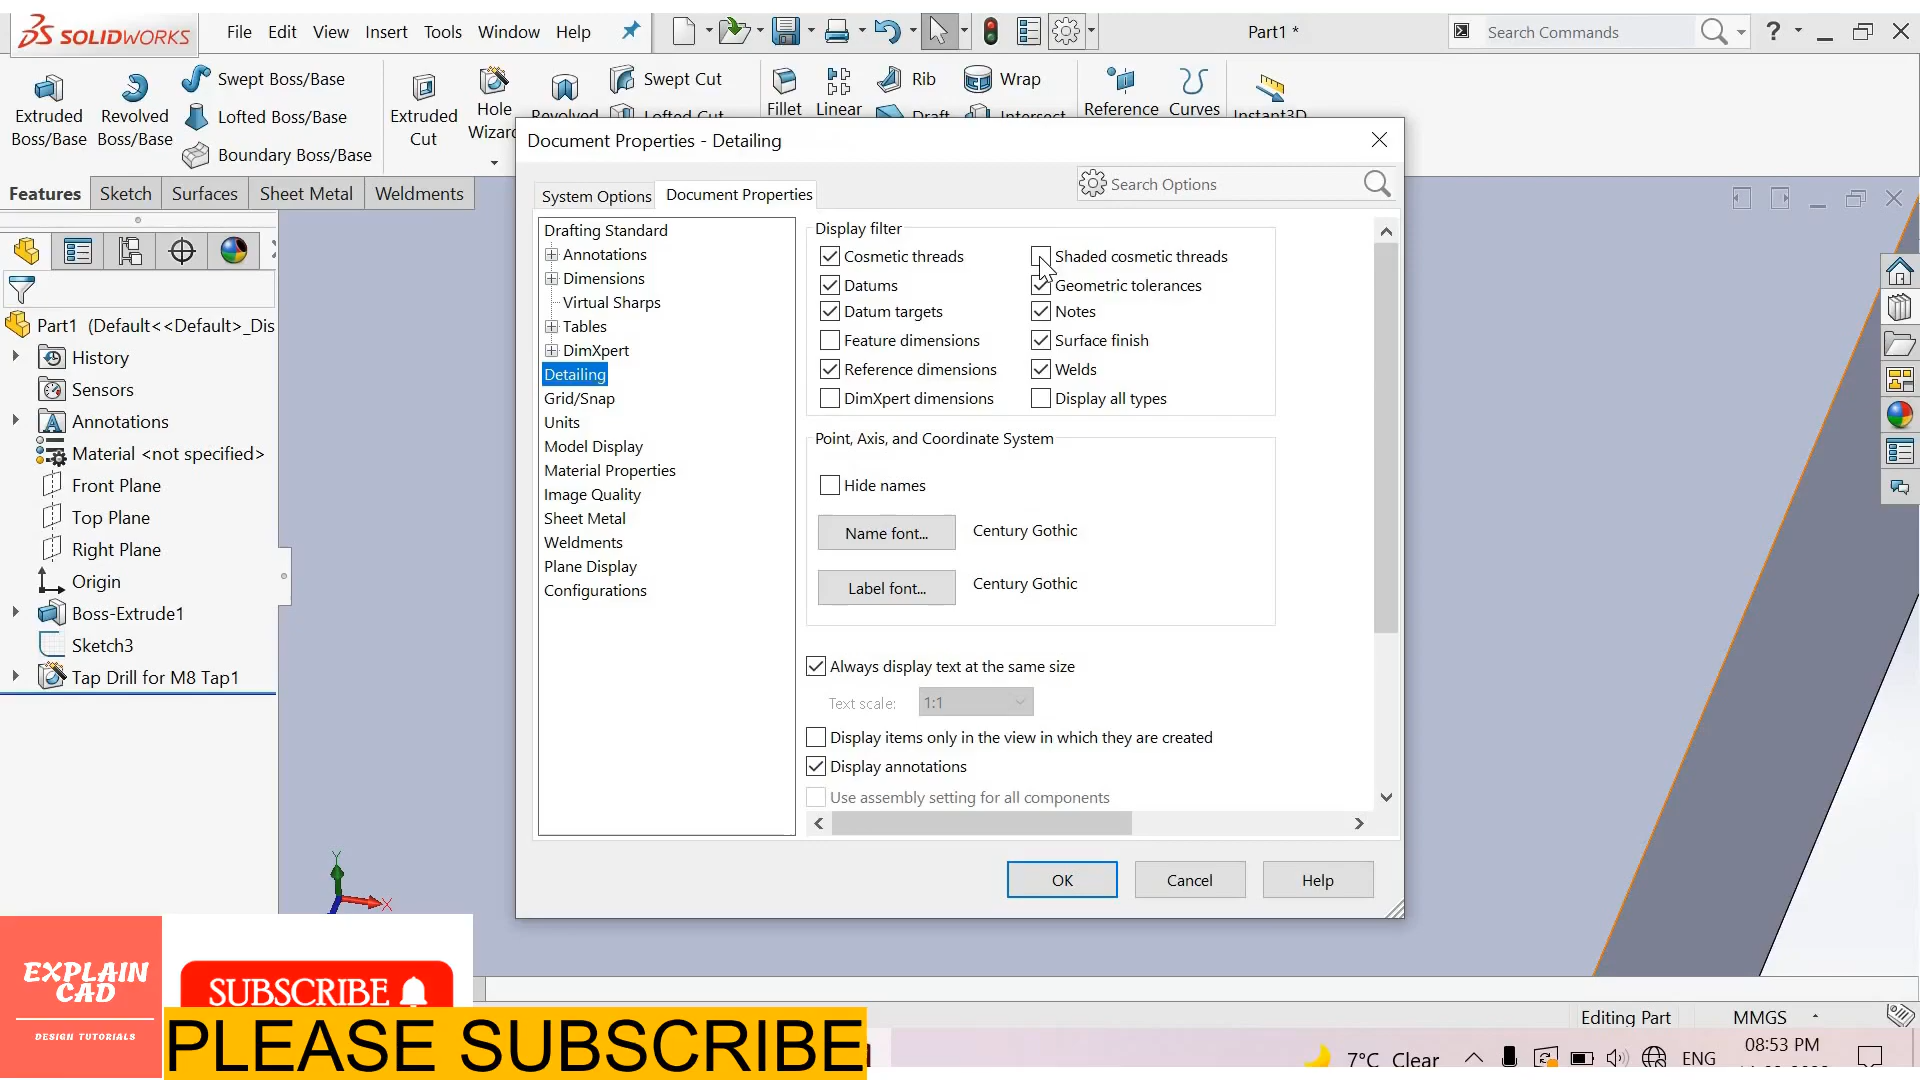 SOLIDWORKS File Edit View Insert Tools Window Help Part1 * Search Commands ?
Swept Boss/Base
Lofted Boss/Base
Boundary Boss/Base
Extruded
Boss/Base
Revolved
Boss/Base
Extruded
Cut
Hole
Wizard
Revolved
Swept Cut
Lofted Cut
Fillet
Linear
Rib
Draft
Wrap
Intersect
Reference
Curves
Instant3D
Features Sketch Surfaces Sheet Metal Weldments
Part1 (Default<<Default>_Dis
History
Sensors
Annotations
Material <not specified>
Front Plane
Top Plane
Right Plane
Origin
Boss-Extrude1
Sketch3
Tap Drill for M8 Tap1
Document Properties - Detailing
System Options Document Properties
Search Options
Drafting Standard
Annotations
Dimensions
Virtual Sharps
Tables
DimXpert
Detailing
Grid/Snap
Units
Model Display
Material Properties
Image Quality
Sheet Metal
Weldments
Plane Display
Configurations
Display filter
Cosmetic threads Shaded cosmetic threads
Datums Geometric tolerances
Datum targets Notes
Feature dimensions Surface finish
Reference dimensions Welds
DimXpert dimensions Display all types
Point, Axis, and Coordinate System
Hide names
Name font... Century Gothic
Label font... Century Gothic
Always display text at the same size
Text scale: 1:1
Display items only in the view in which they are created
Display annotations
Use assembly setting for all components
OK Cancel Help
Y
X
EXPLAIN
CAD
DESIGN TUTORIALS
SUBSCRIBE
PLEASE SUBSCRIBE
Editing Part MMGS
7°C Clear ENG 08:53 PM